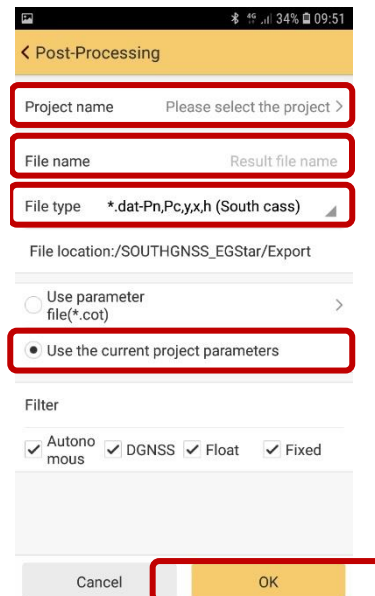 4G 34% 09:51
Post-Processing
Project name Please select the project >
File name Result file name
File type *.dat-Pn,Pc,y,x,h (South cass)
File location:/SOUTHGNSS_EGStar/Export
Use parameter
file(*.cot) >
Use the current project parameters
Filter
Autono
mous DGNSS Float Fixed
Cancel OK